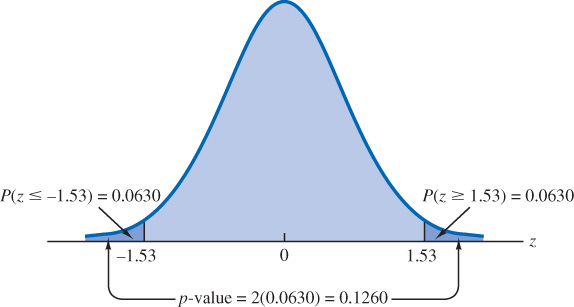 P(z ≤ –1.53) = 0.0630
P(z ≥ 1.53) = 0.0630
–1.53
0
1.53
z
p-value = 2(0.0630) = 0.1260